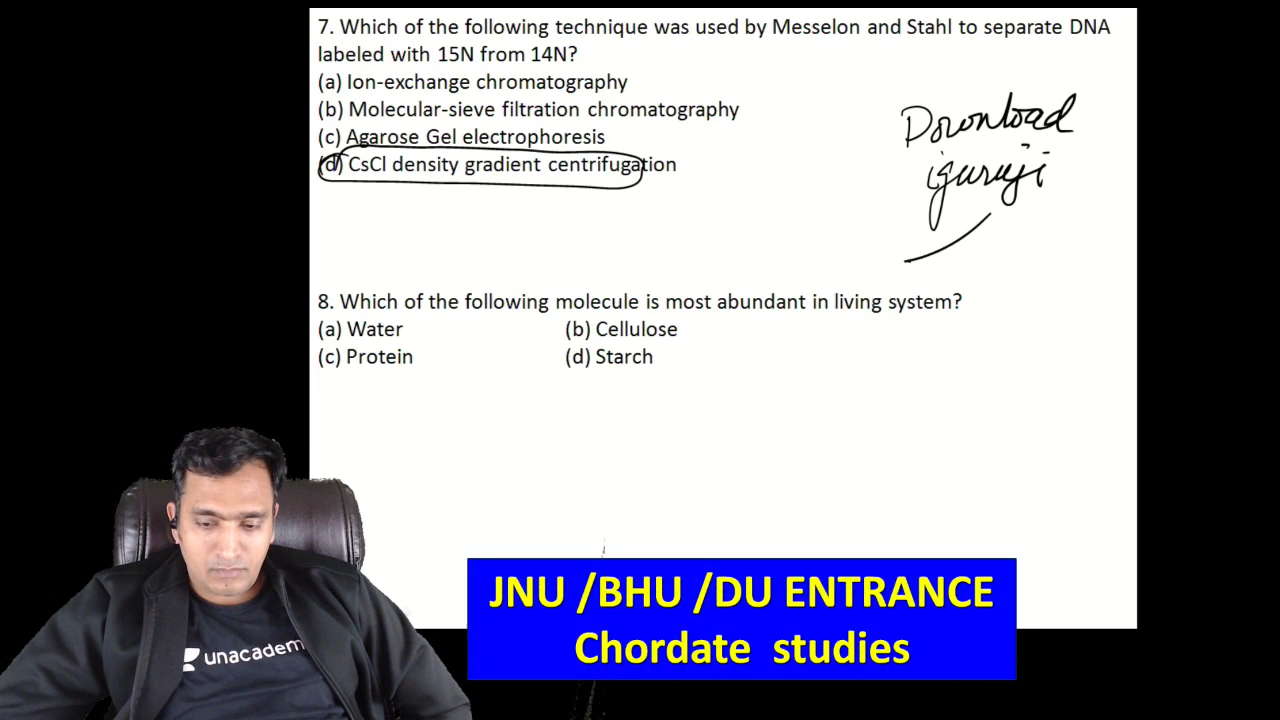 7. Which of the following technique was used by Messelon and Stahl to separate DNA
labeled with 15N from 14N?
(a) Ion-exchange chromatography
(b) Molecular-sieve filtration chromatography
(c) Agarose Gel electrophoresis
(d) CsCl density gradient centrifugation
Download
iguruji
8. Which of the following molecule is most abundant in living system?
(a) Water (b) Cellulose
(c) Protein (d) Starch
unacadem
JNU /BHU /DU ENTRANCE
Chordate studies